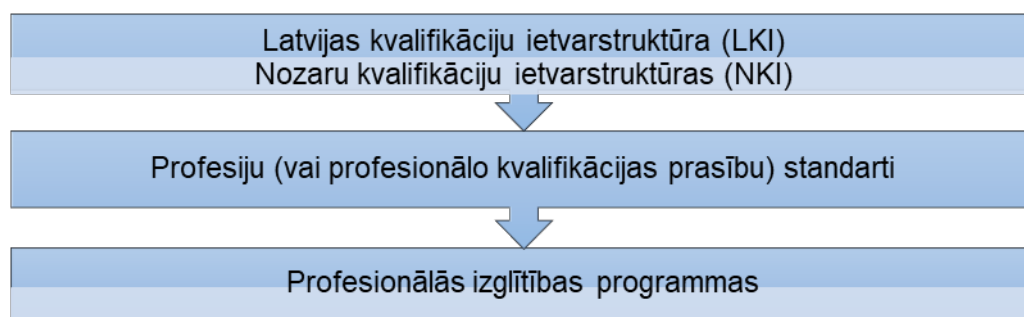 Latvijas kvalifikāciju ietvarstruktūra (LKI)
Nozaru kvalifikāciju ietvarstruktūras (NKI)
Profesiju (vai profesionālo kvalifikācijas prasību) standarti
Profesionālās izglītības programmas